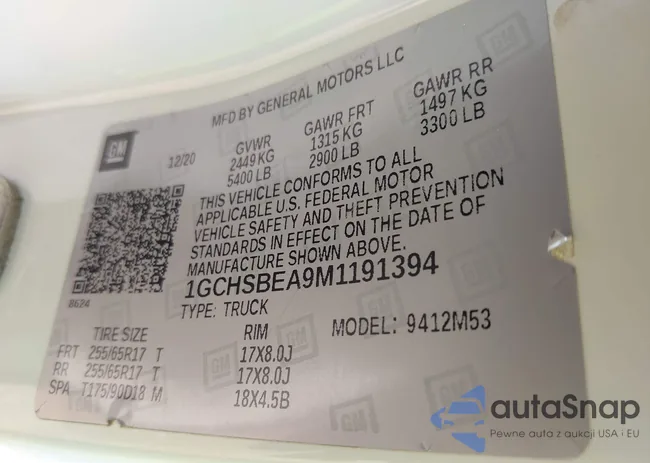 MFD BY GENERAL MOTORS LLC
GM
12/20
GVWR
2449 KG
5400 LB
GAWR FRT
1315 KG
2900 LB
GAWR RR
1497 KG
3300 LB
THIS VEHICLE CONFORMS TO ALL
APPLICABLE U.S. FEDERAL MOTOR
VEHICLE SAFETY AND THEFT PREVENTION
STANDARDS IN EFFECT ON THE DATE OF
MANUFACTURE SHOWN ABOVE.
1GCHSBEA9M1191394
8624
TYPE: TRUCK
MODEL: 9412M53
TIRE SIZE RIM
FRT 255/65R17 T 17X8.0J
RR 255/65R17 T 17X8.0J
SPA T175/90D18 M 18X4.5B
autaSnap
Pewne auta z aukcji USA i EU